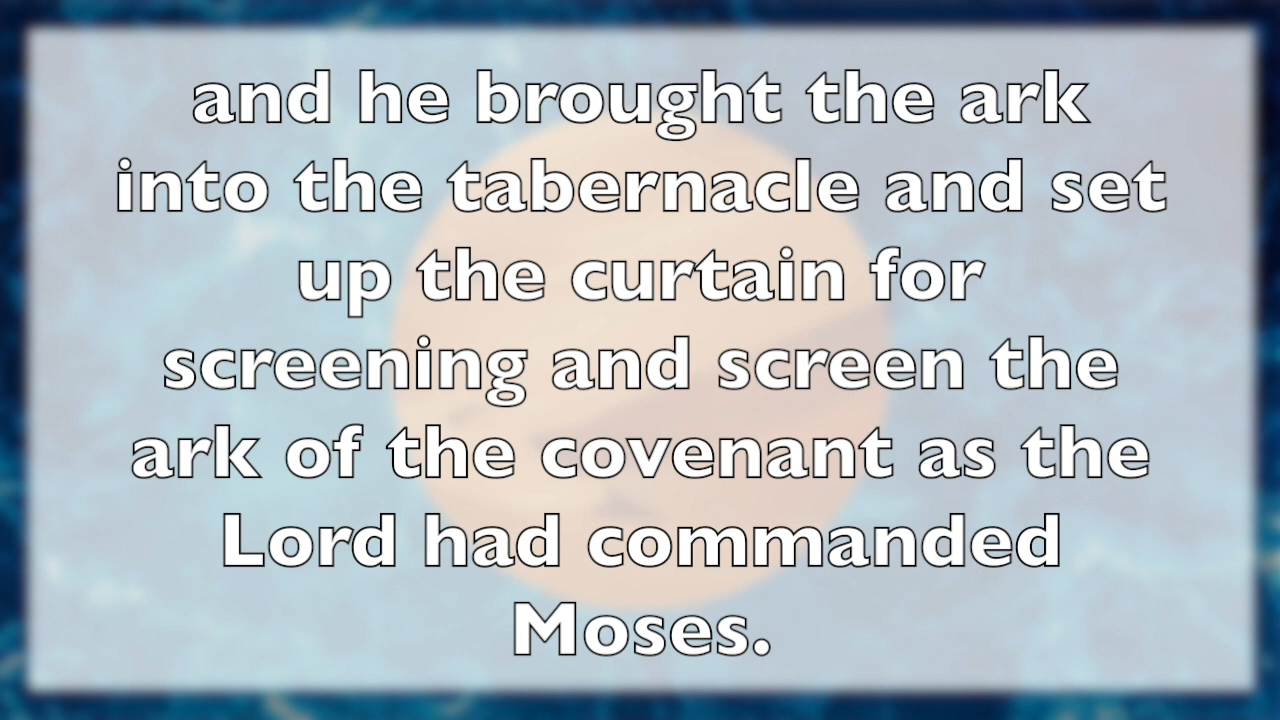 and he brought the ark
into the tabernacle and set
up the curtain for
screening and screen the
ark of the covenant as the
Lord had commanded
Moses.